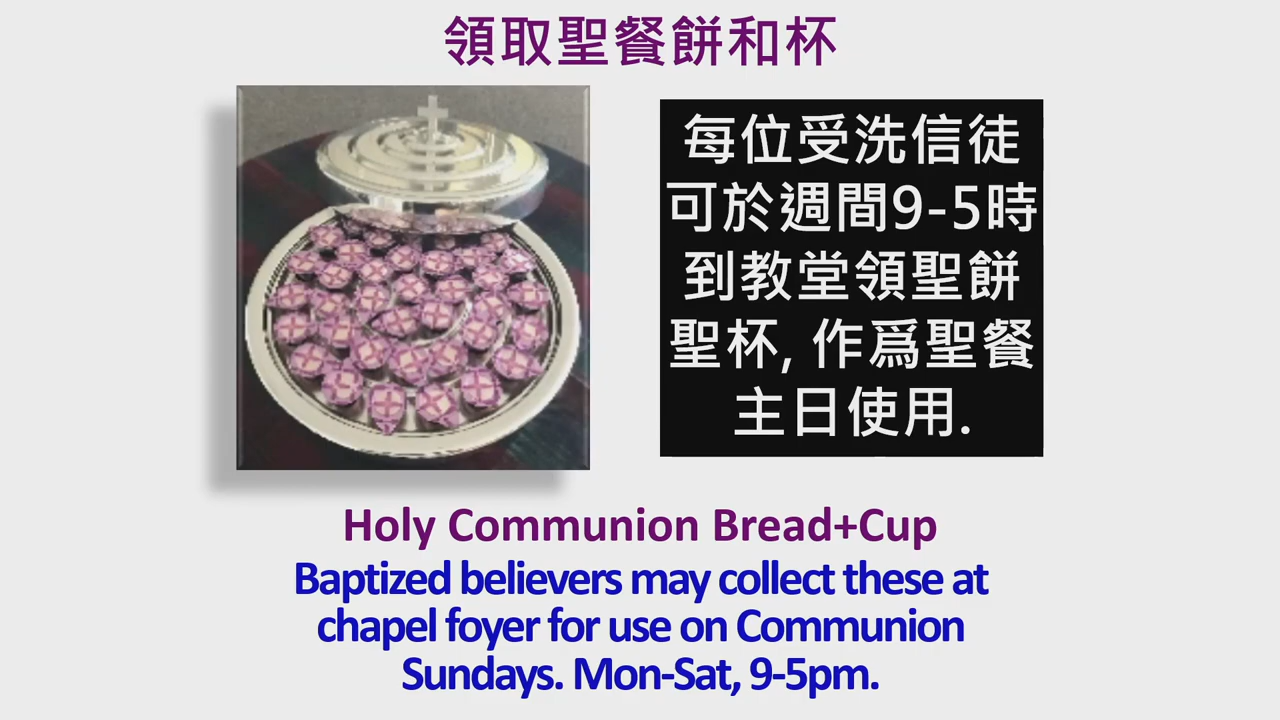 領取聖餐餅和杯
每位受洗信徒
可於週間9-5時
到教堂領聖餅
聖杯, 作爲聖餐
主日使用.
Holy Communion Bread+Cup
Baptized believers may collect these at
chapel foyer for use on Communion
Sundays. Mon-Sat, 9-5pm.